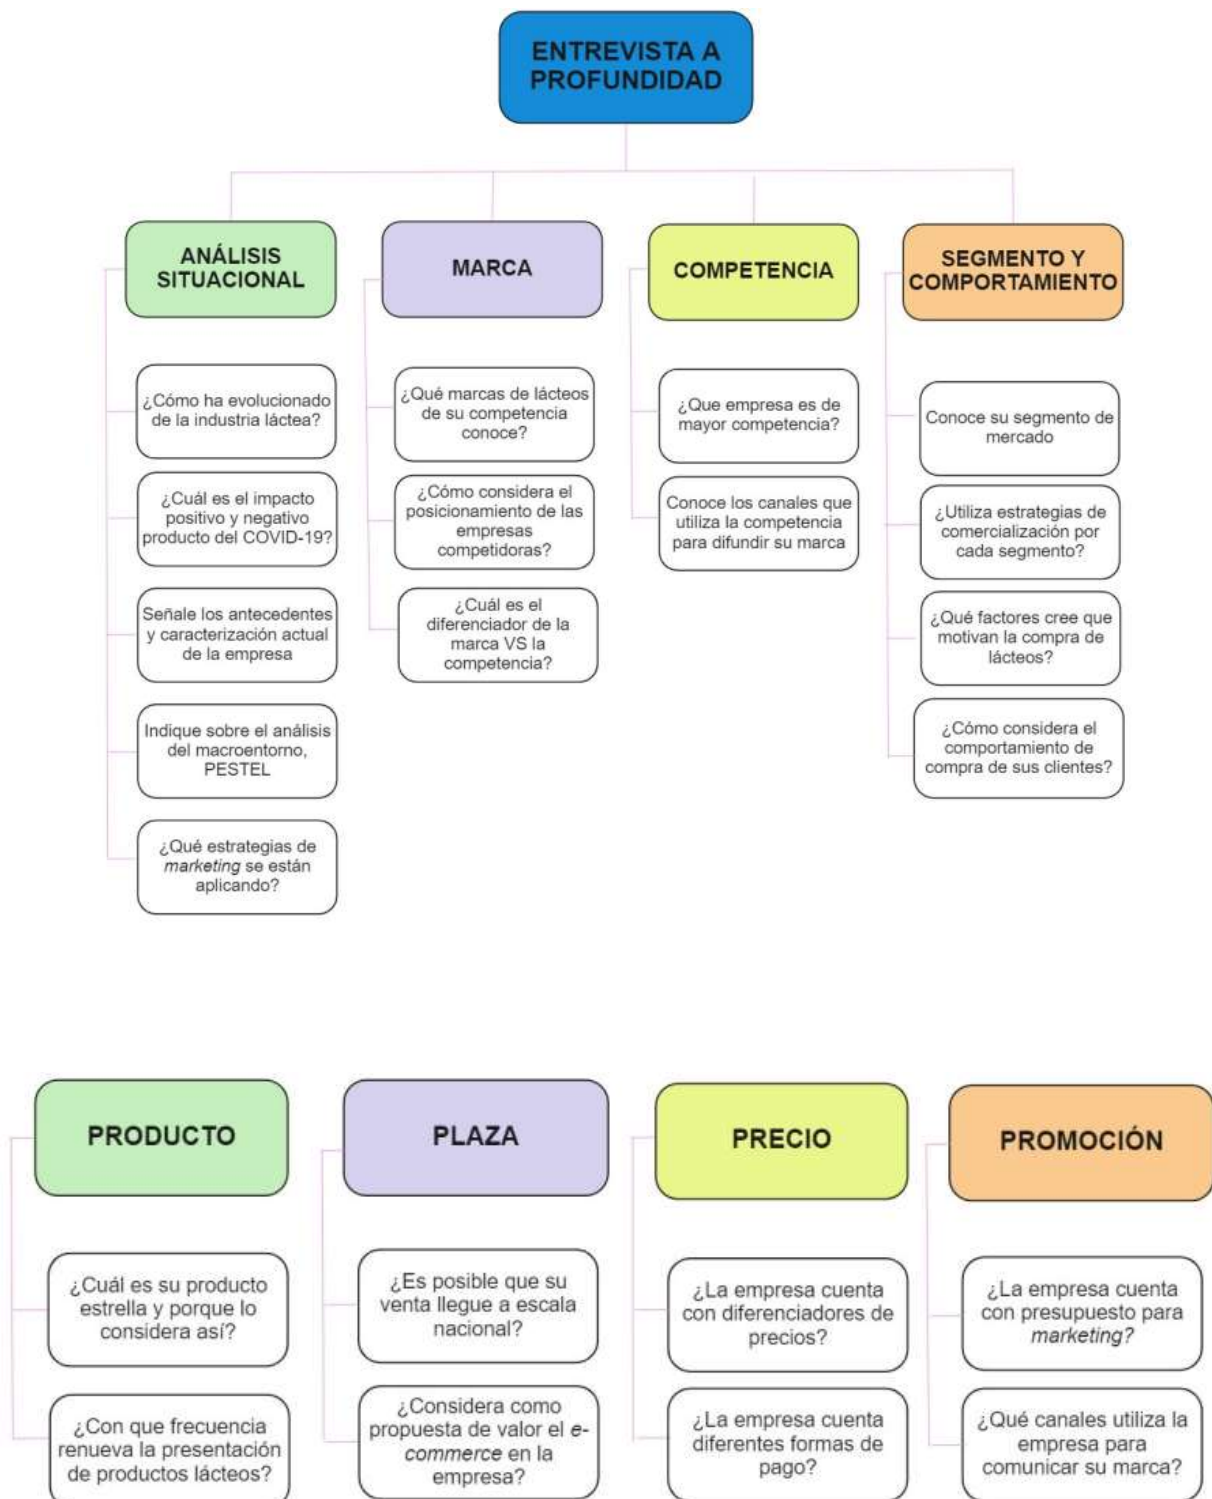 ENTREVISTA A
PROFUNDIDAD
ANÁLISIS
SITUACIONAL
¿Cómo ha evolucionado
de la industria láctea?
¿Cuál es el impacto
positivo y negativo
producto del COVID-19?
Señale los antecedentes
y caracterización actual
de la empresa
Indique sobre el análisis
del macroentorno,
PESTEL
¿Qué estrategias de
marketing se están
aplicando?
MARCA
¿Qué marcas de lácteos
de su competencia
conoce?
¿Cómo considera el
posicionamiento de las
empresas
competidoras?
¿Cuál es el
diferenciador de la
marca VS la
competencia?
COMPETENCIA
¿Que empresa es de
mayor competencia?
Conoce los canales que
utiliza la competencia
para difundir su marca
SEGMENTO Y
COMPORTAMIENTO
Conoce su segmento de
mercado
¿Utiliza estrategias de
comercialización por
cada segmento?
¿Qué factores cree que
motivan la compra de
lácteos?
¿Cómo considera el
comportamiento de
compra de sus clientes?
PRODUCTO
¿Cuál es su producto
estrella y porque lo
considera así?
¿Con que frecuencia
renueva la presentación
de productos lácteos?
PLAZA
¿Es posible que su
venta llegue a escala
nacional?
¿Considera como
propuesta de valor el e-
commerce en la
empresa?
PRECIO
¿La empresa cuenta
con diferenciadores de
precios?
¿La empresa cuenta
diferentes formas de
pago?
PROMOCIÓN
¿La empresa cuenta
con presupuesto para
marketing?
¿Qué canales utiliza la
empresa para
comunicar su marca?